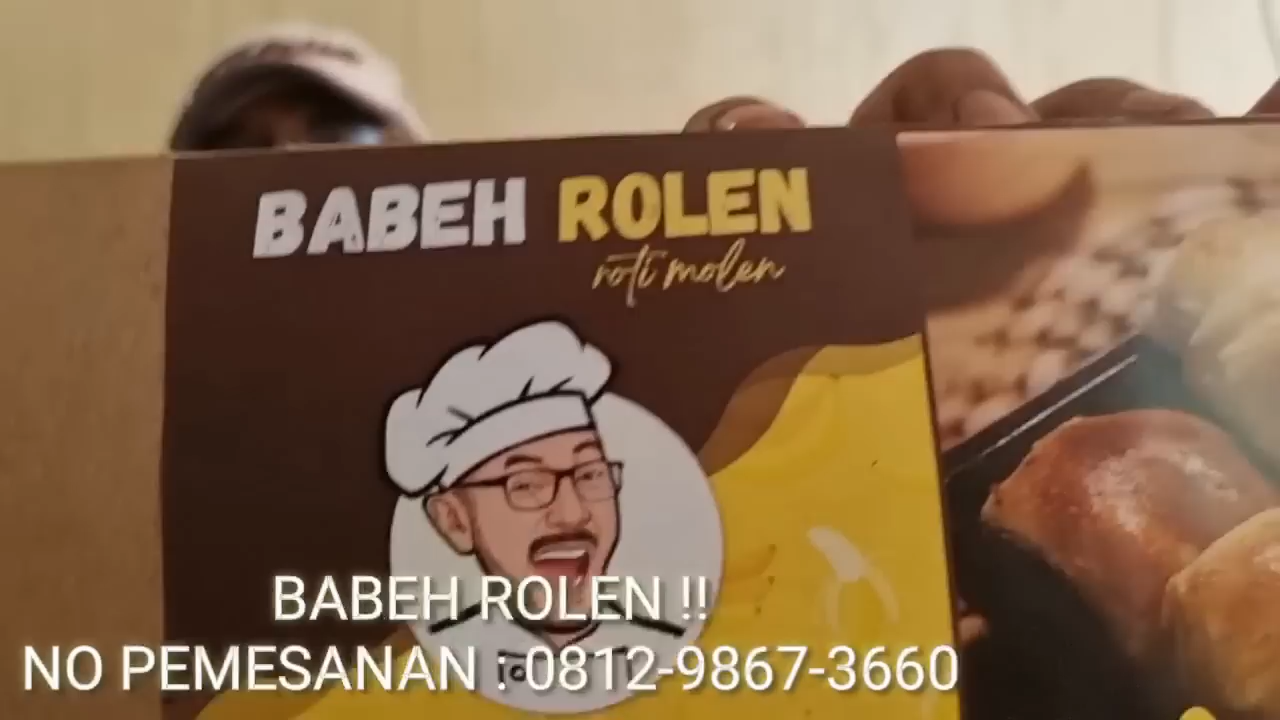 BABEH ROLEN
roti molen
BABEH ROLEN !!
NO PEMESANAN : 0812-9867-3660